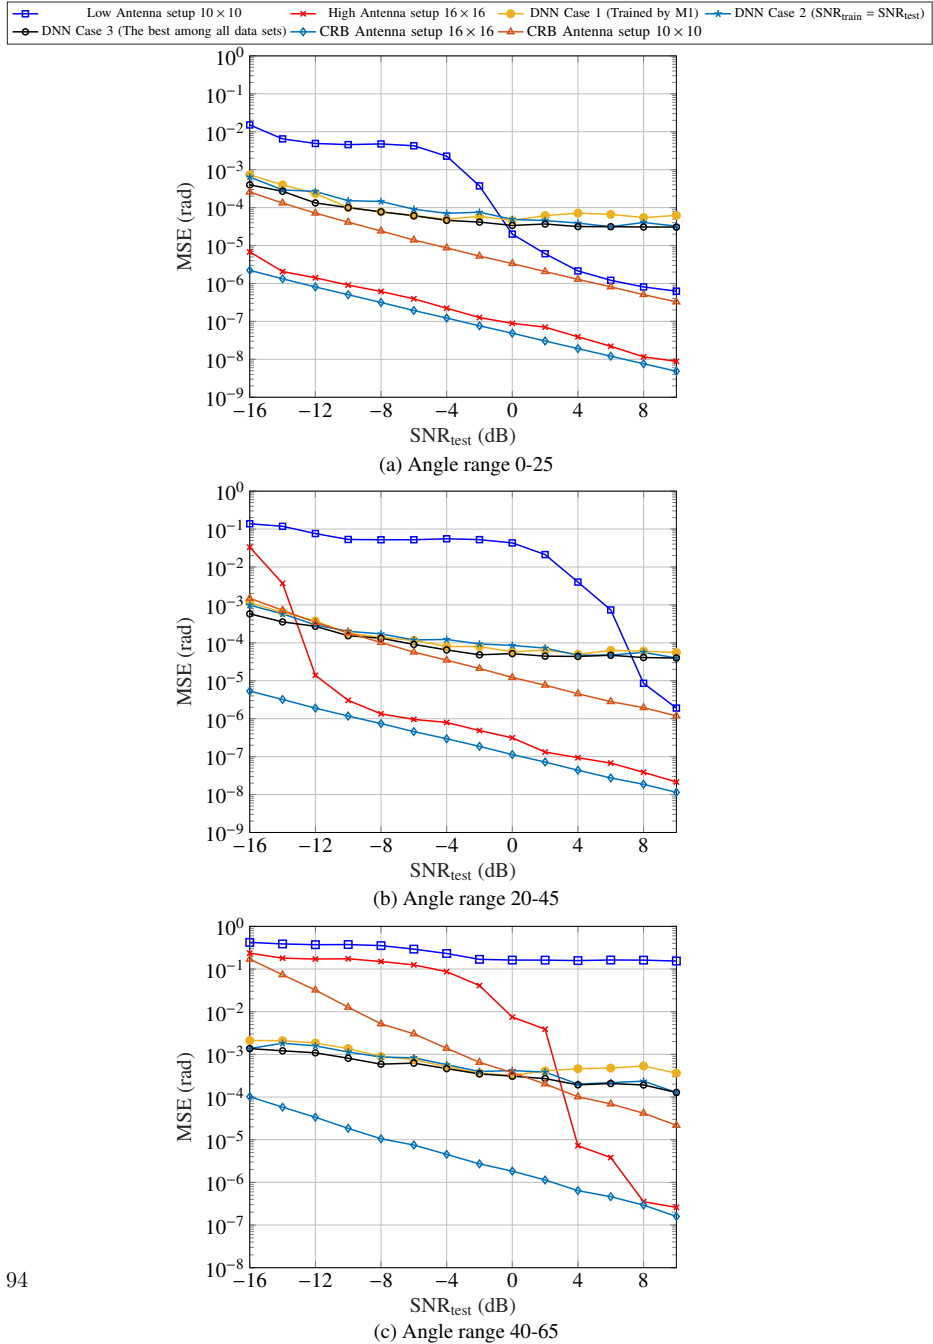 Low Antenna setup 10×10 High Antenna setup 16×16 DNN Case 1 (Trained by M1) DNN Case 2 (SNRtrain = SNRtest)
DNN Case 3 (The best among all data sets) CRB Antenna setup 16×16 CRB Antenna setup 10×10
10^0
10^-1
10^-2
10^-3
10^-4
10^-5
10^-6
10^-7
10^-8
10^-9
MSE (rad)
−16 −12 −8 −4 0 4 8
SNRtest (dB)
(a) Angle range 0-25
10^0
10^-1
10^-2
10^-3
10^-4
10^-5
10^-6
10^-7
10^-8
10^-9
MSE (rad)
−16 −12 −8 −4 0 4 8
SNRtest (dB)
(b) Angle range 20-45
10^0
10^-1
10^-2
10^-3
10^-4
10^-5
10^-6
10^-7
10^-8
MSE (rad)
−16 −12 −8 −4 0 4 8
SNRtest (dB)
(c) Angle range 40-65
94